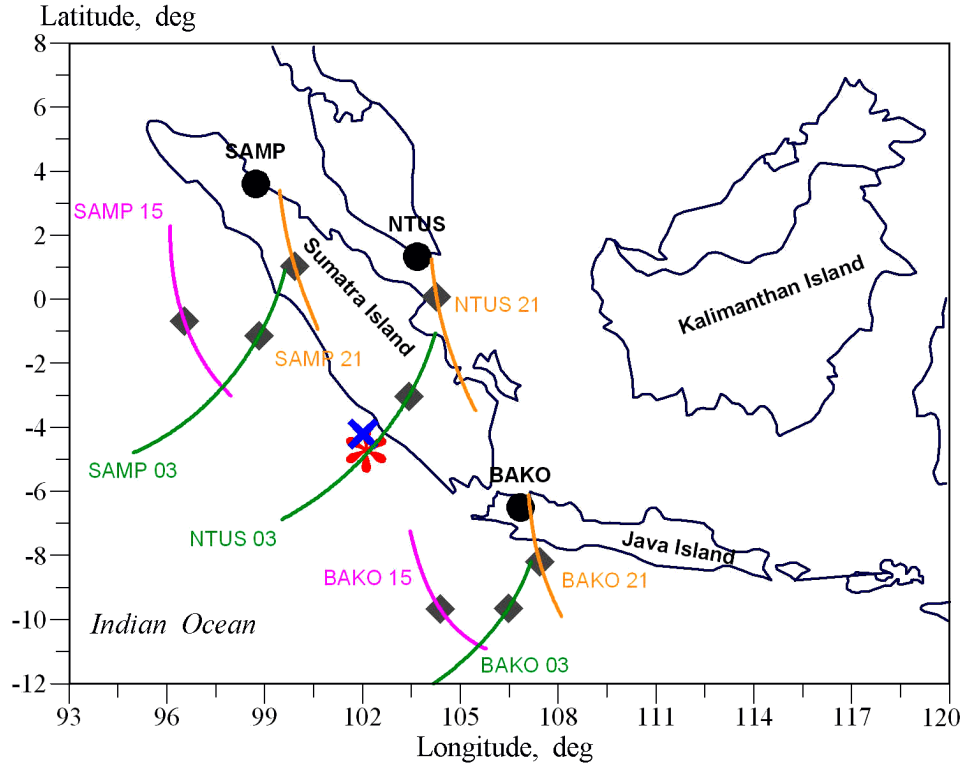 Latitude, deg
8
6
4
2
0
-2
-4
-6
-8
-10
-12
SAMP
SAMP 15
NTUS
Sumatra Island
NTUS 21
Kalimanthan Island
SAMP 21
SAMP 03
BAKO
NTUS 03
Java Island
BAKO 15
BAKO 21
Indian Ocean
BAKO 03
93
96
99
102
105
108
111
114
117
120
Longitude, deg